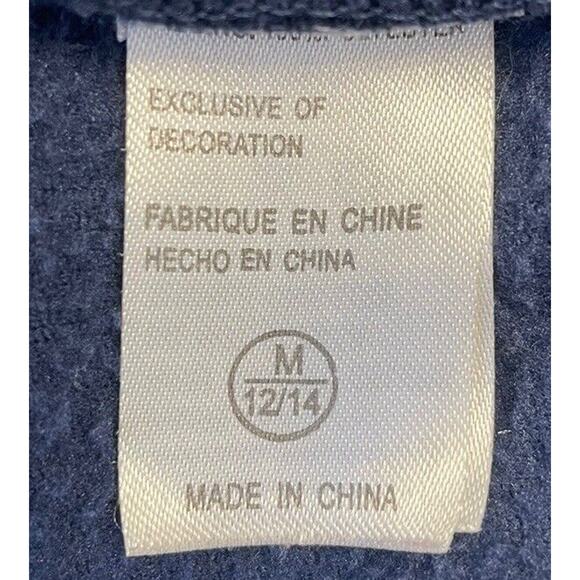 EXCLUSIVE OF
DECORATION
FABRIQUE EN CHINE
HECHO EN CHINA
M
12/14
MADE IN CHINA